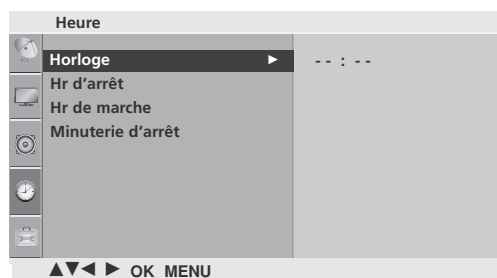 Heure
Horloge ► - - : - -
Hr d’arrêt
Hr de marche
Minuterie d’arrêt
▲▼◄ ► OK MENU